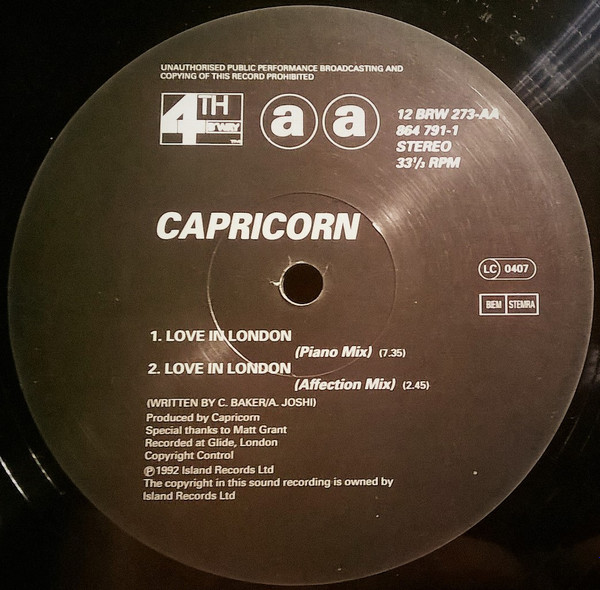 UNAUTHORISED PUBLIC PERFORMANCE BROADCASTING AND
COPYING OF THIS RECORD PROHIBITED
4TH
B'WAY
TM
a a
12 BRW 273-AA
864 791-1
STEREO
33⅓ RPM
CAPRICORN
LC 0407
BIEM STEMRA
1. LOVE IN LONDON
(Piano Mix) (7.35)
2. LOVE IN LONDON
(Affection Mix) (2.45)
(WRITTEN BY C. BAKER/A. JOSHI)
Produced by Capricorn
Special thanks to Matt Grant
Recorded at Glide, London
Copyright Control
℗ 1992 Island Records Ltd
The copyright in this sound recording is owned by
Island Records Ltd